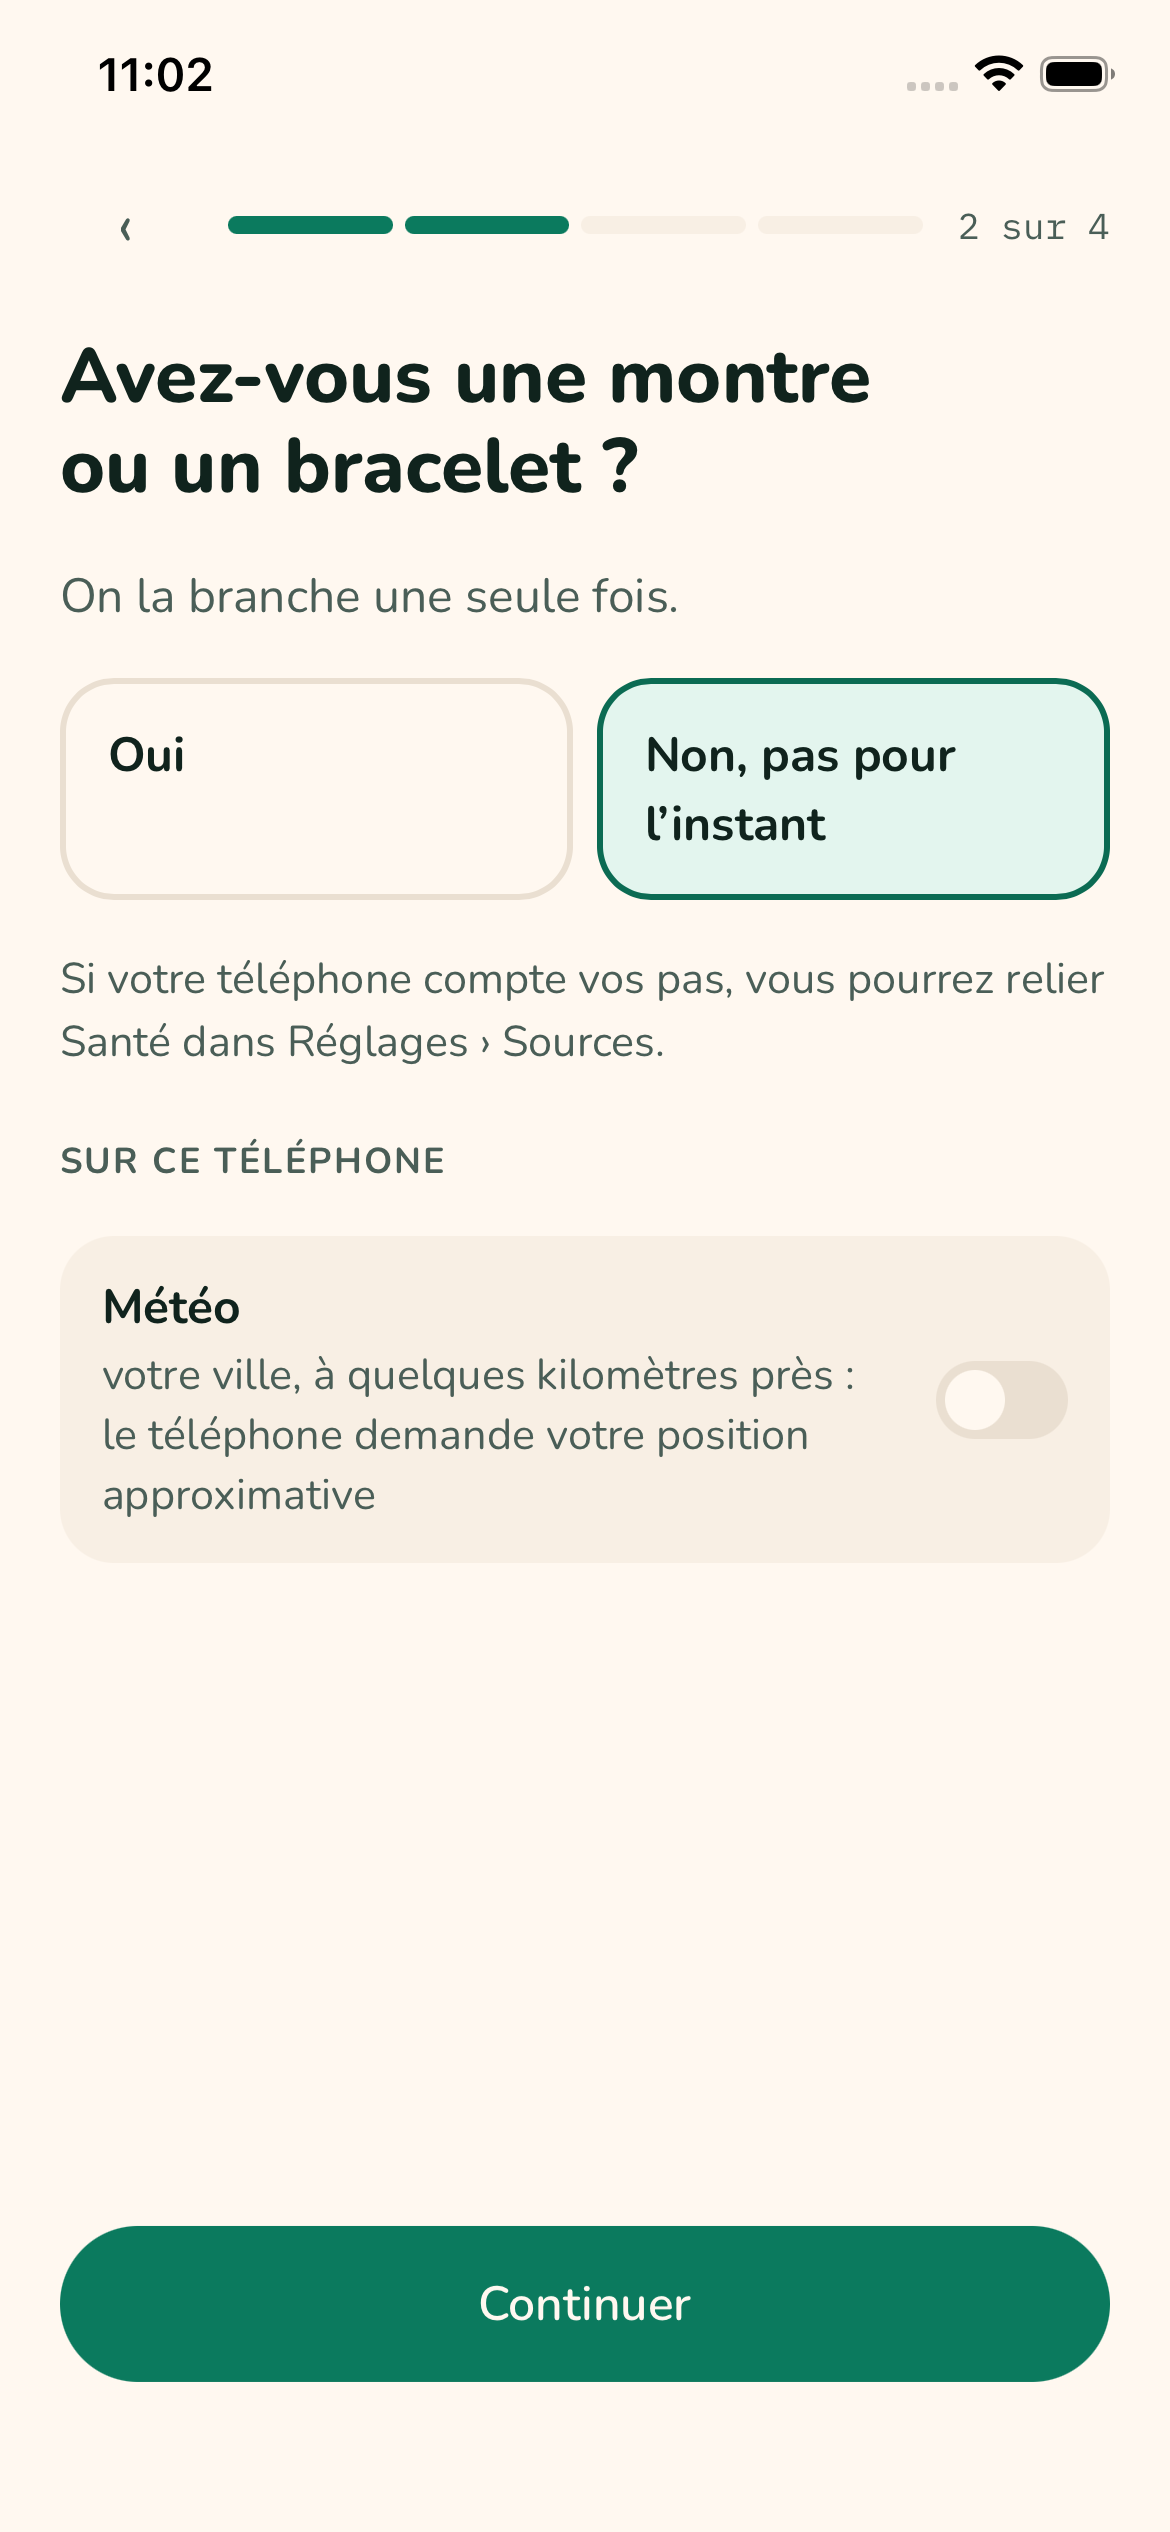 11:02
2 sur 4
Avez-vous une montre
ou un bracelet ?
On la branche une seule fois.
Oui
Non, pas pour
l’instant
Si votre téléphone compte vos pas, vous pourrez relier
Santé dans Réglages › Sources.
SUR CE TÉLÉPHONE
Météo
votre ville, à quelques kilomètres près :
le téléphone demande votre position
approximative
Continuer